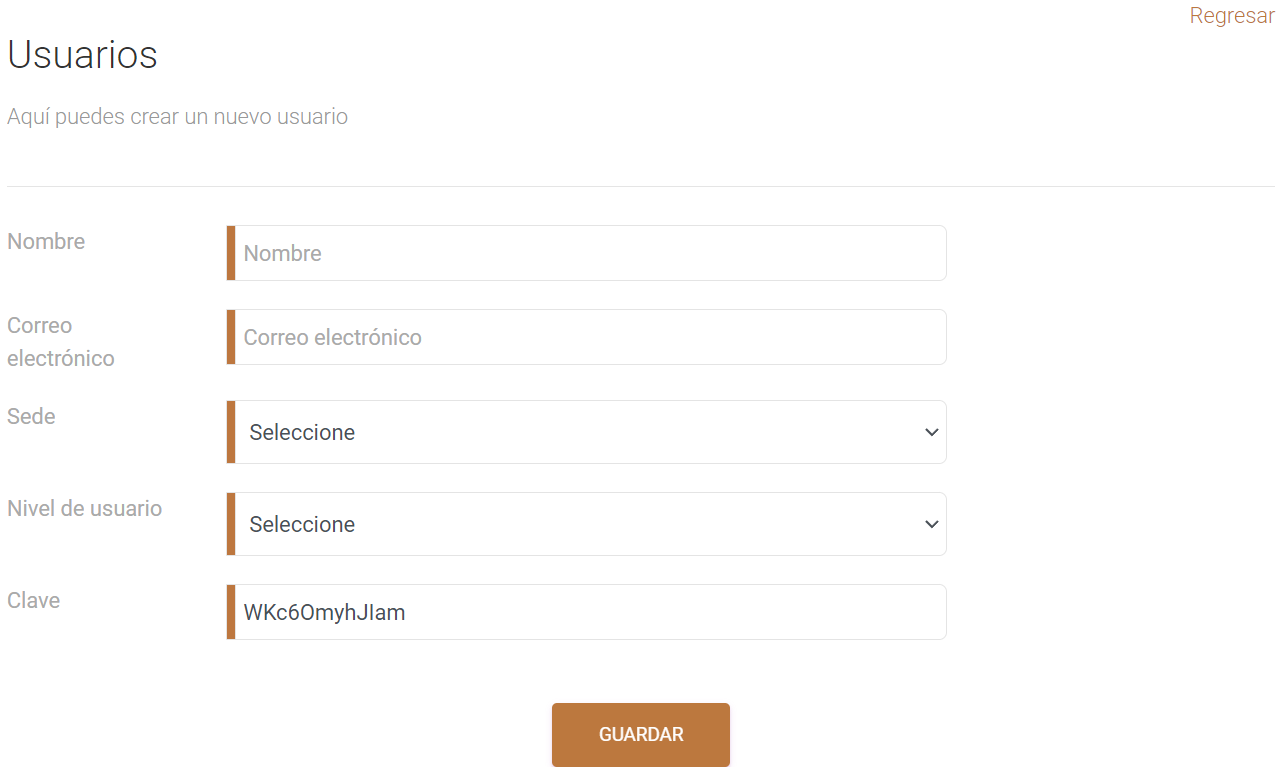 Regresar
Usuarios
Aquí puedes crear un nuevo usuario
Nombre
Nombre
Correo
electrónico
Correo electrónico
Sede
Seleccione
Nivel de usuario
Seleccione
Clave
WKc6OmyhJIam
GUARDAR